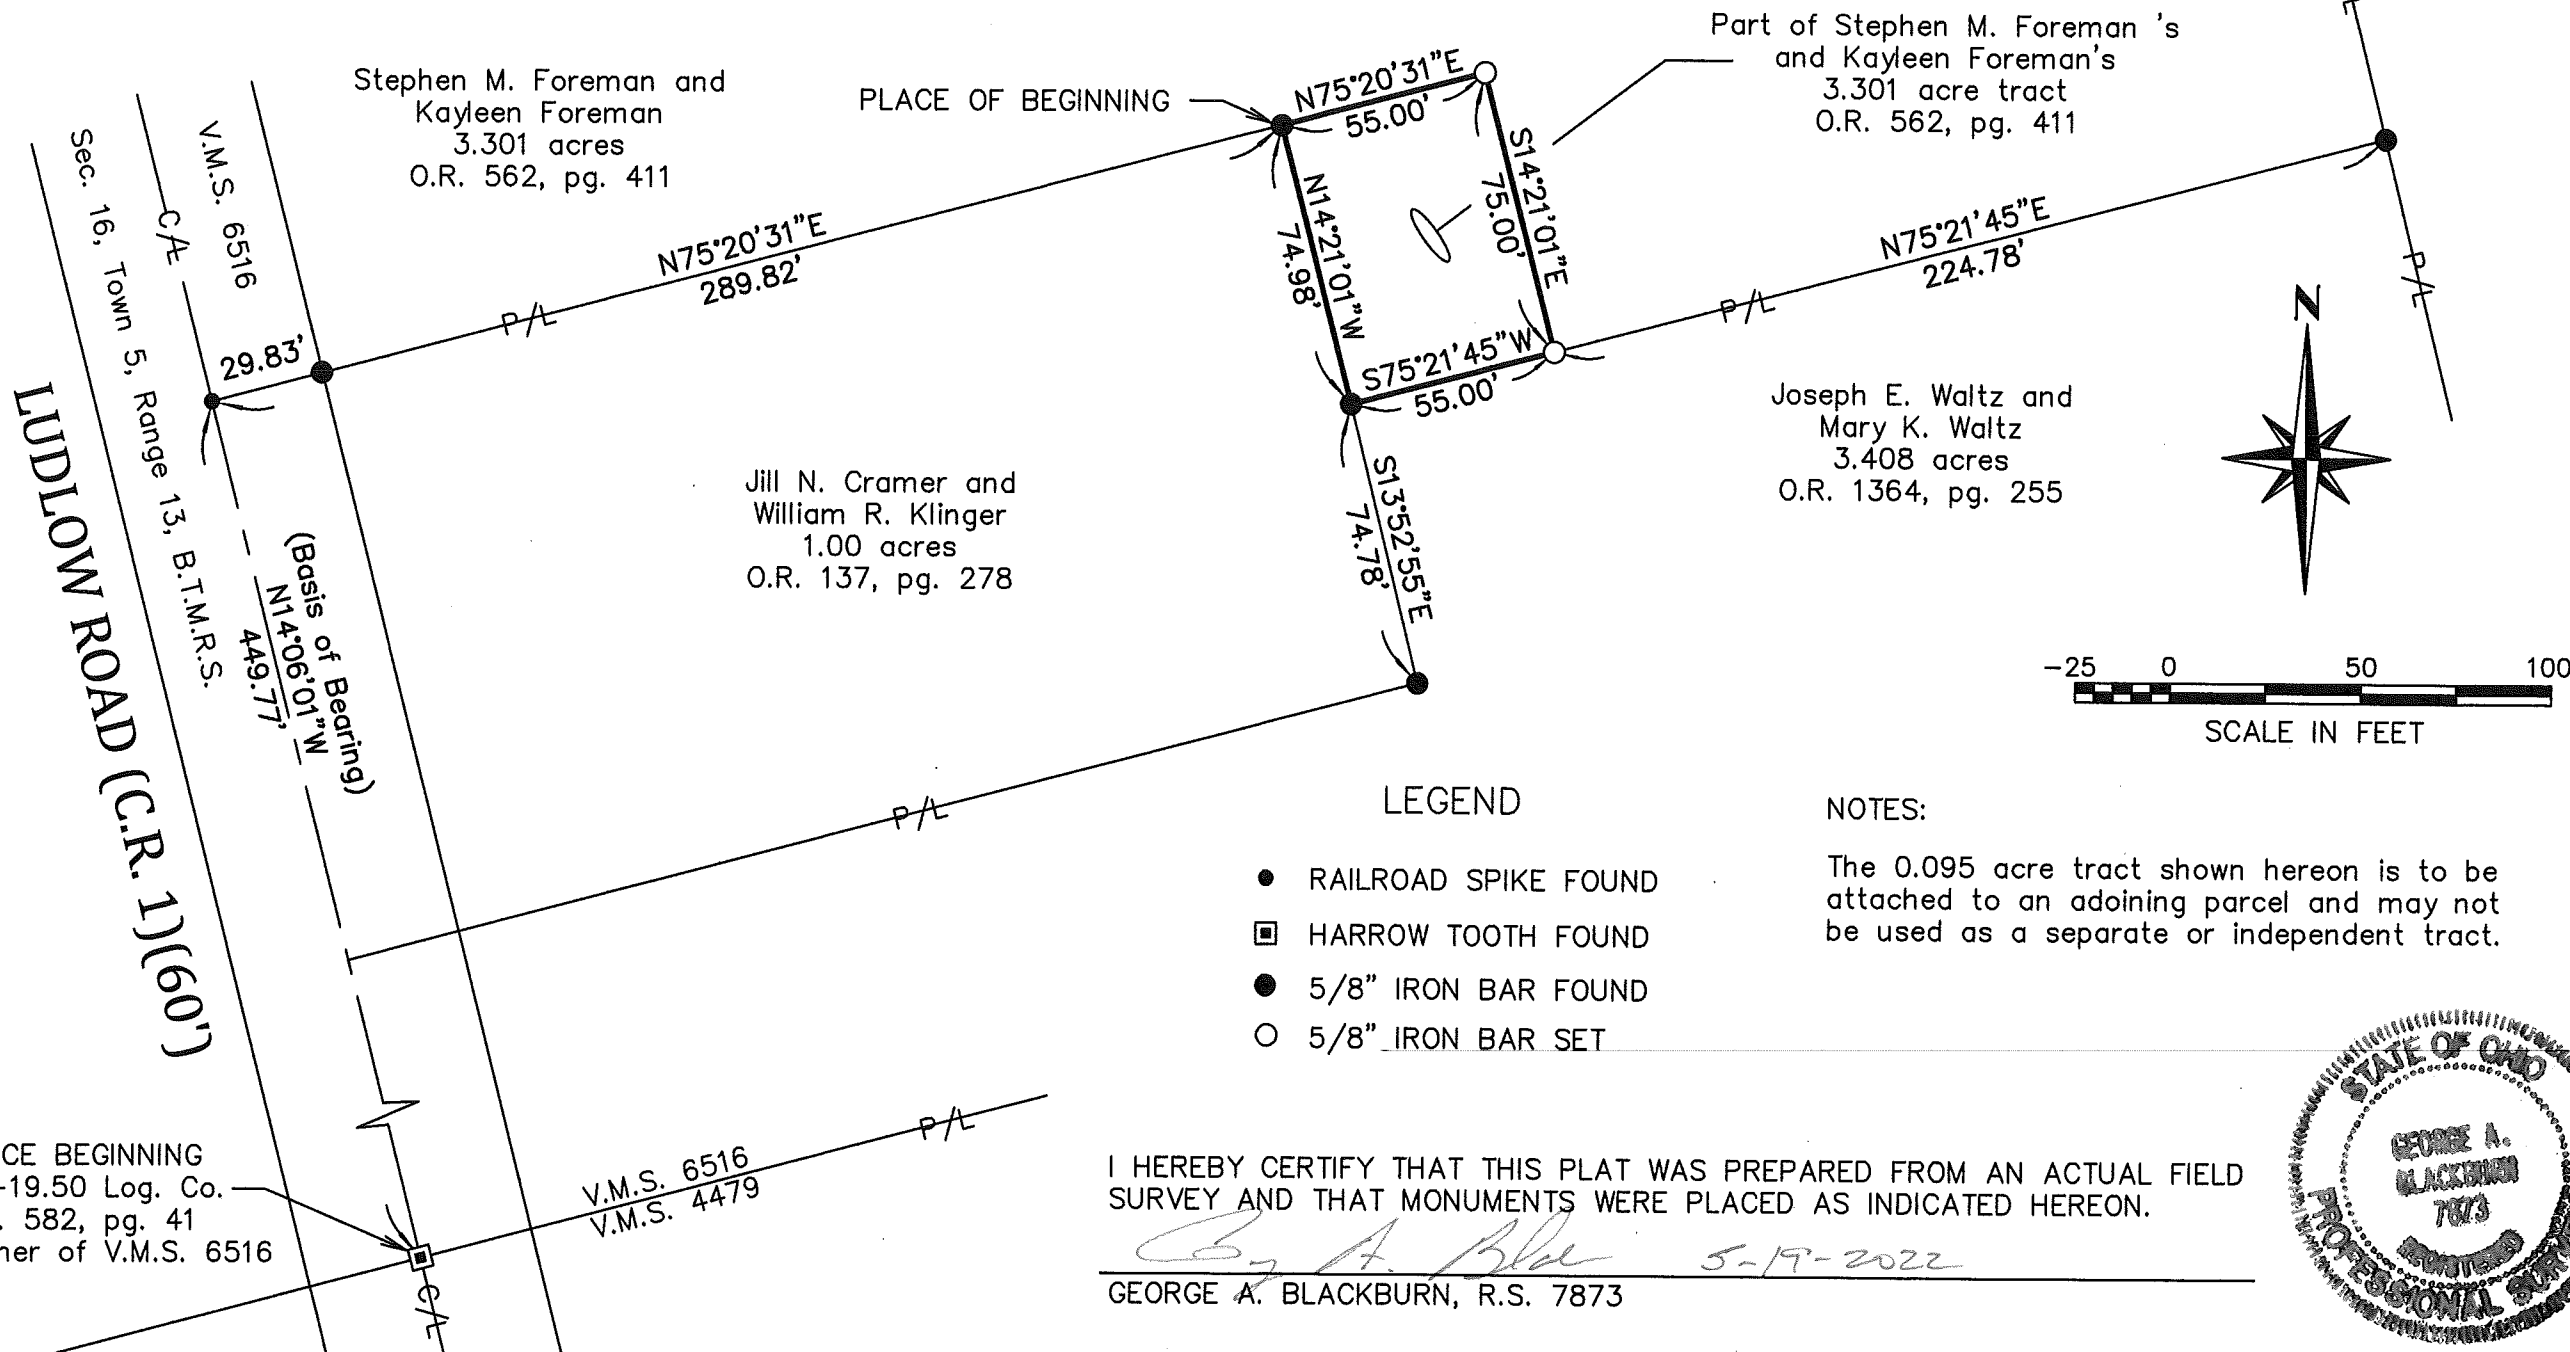 Stephen M. Foreman and
Kayleen Foreman
3.301 acres
O.R. 562, pg. 411
PLACE OF BEGINNING
N75°20'31"E
55.00'
Part of Stephen M. Foreman 's
and Kayleen Foreman's
3.301 acre tract
O.R. 562, pg. 411
V.M.S. 6516
C/L
Sec. 16, Town 5, Range 13, B.T.M.R.S.
LUDLOW ROAD (C.R. 1)(60')
29.83'
N75°20'31"E
289.82'
P/L
N14°21'01"W
74.98'
S14°21'01"E
75.00'
S75°21'45"W
55.00'
N75°21'45"E
224.78'
P/L
P/L
N
(Basis of Bearing)
N14°06'01"W
449.77'
Jill N. Cramer and
William R. Klinger
1.00 acres
O.R. 137, pg. 278
S13°52'55"E
74.78'
Joseph E. Waltz and
Mary K. Waltz
3.408 acres
O.R. 1364, pg. 255
-25 0 50 100
SCALE IN FEET
P/L
LEGEND
RAILROAD SPIKE FOUND
HARROW TOOTH FOUND
5/8" IRON BAR FOUND
5/8" IRON BAR SET
NOTES:
The 0.095 acre tract shown hereon is to be
attached to an adoining parcel and may not
be used as a separate or independent tract.
CE BEGINNING
-19.50 Log. Co.
. 582, pg. 41
ner of V.M.S. 6516
C/L
V.M.S. 6516
V.M.S. 4479
P/L
I HEREBY CERTIFY THAT THIS PLAT WAS PREPARED FROM AN ACTUAL FIELD
SURVEY AND THAT MONUMENTS WERE PLACED AS INDICATED HEREON.
5-19-2022
GEORGE A. BLACKBURN, R.S. 7873
STATE OF OHIO
GEORGE A.
BLACKBURN
7873
REGISTERED
PROFESSIONAL SURV